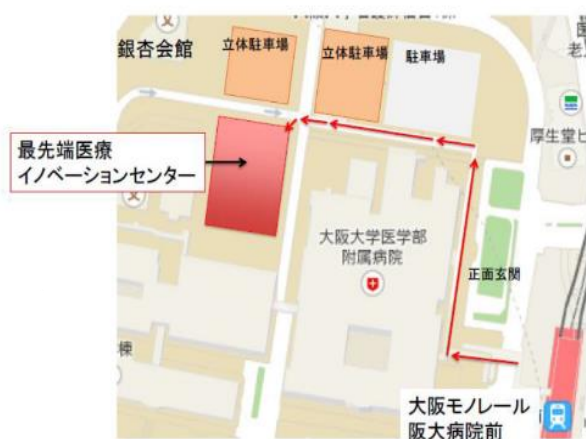 銀杏会館
立体駐車場
立体駐車場
駐車場
老
厚生堂ビ
最先端医療
イノベーションセンター
大阪大学医学部
附属病院
正面玄関
棟
大阪モノレール
阪大病院前